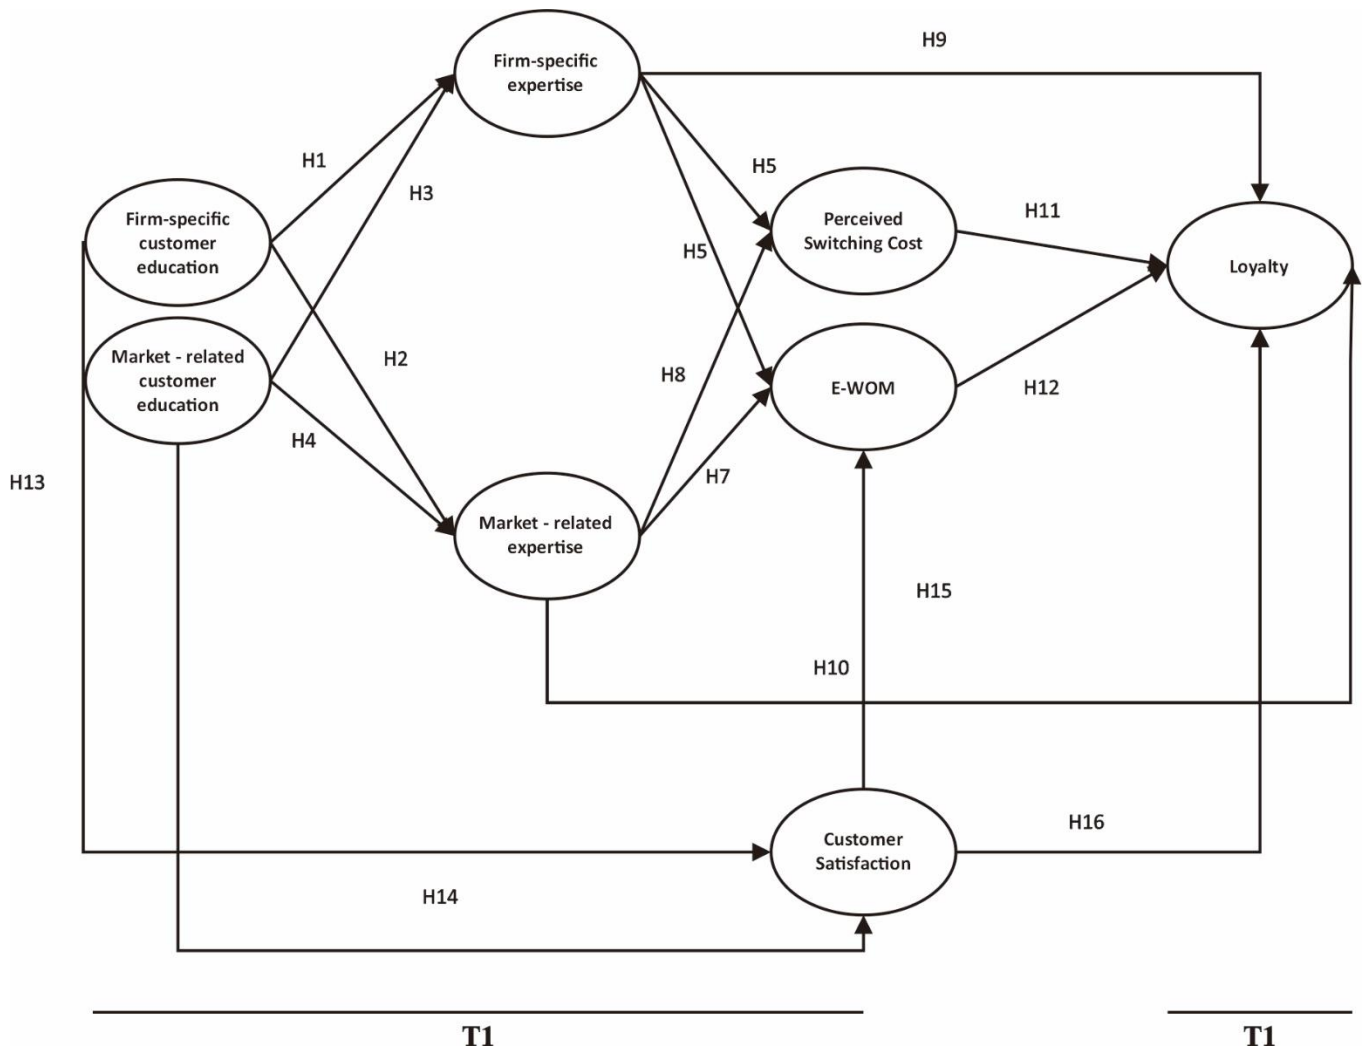 H9
Firm-specific
expertise
H1
H3
H5
Firm-specific
customer
education
Perceived
Switching Cost
H11
Loyalty
H5
Market - related
customer
education
H2
H8
E-WOM
H12
H4
H7
H13
Market - related
expertise
H15
H10
H16
Customer
Satisfaction
H14
T1
T1